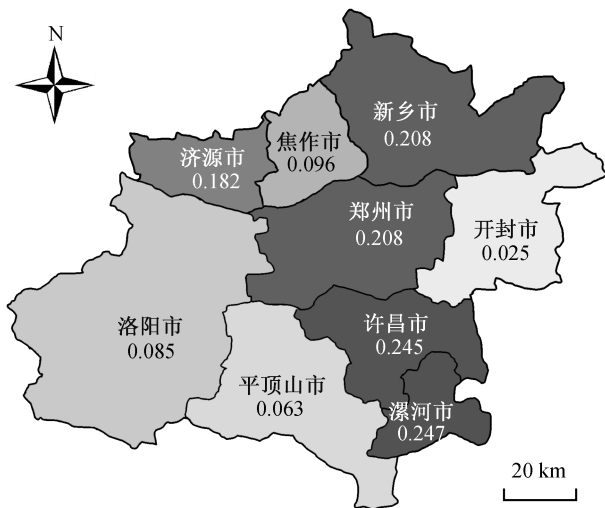 N
新乡市
0.208
焦作市
0.096
济源市
0.182
郑州市
0.208
开封市
0.025
洛阳市
0.085
许昌市
0.245
平顶山市
0.063
漯河市
0.247
20 km